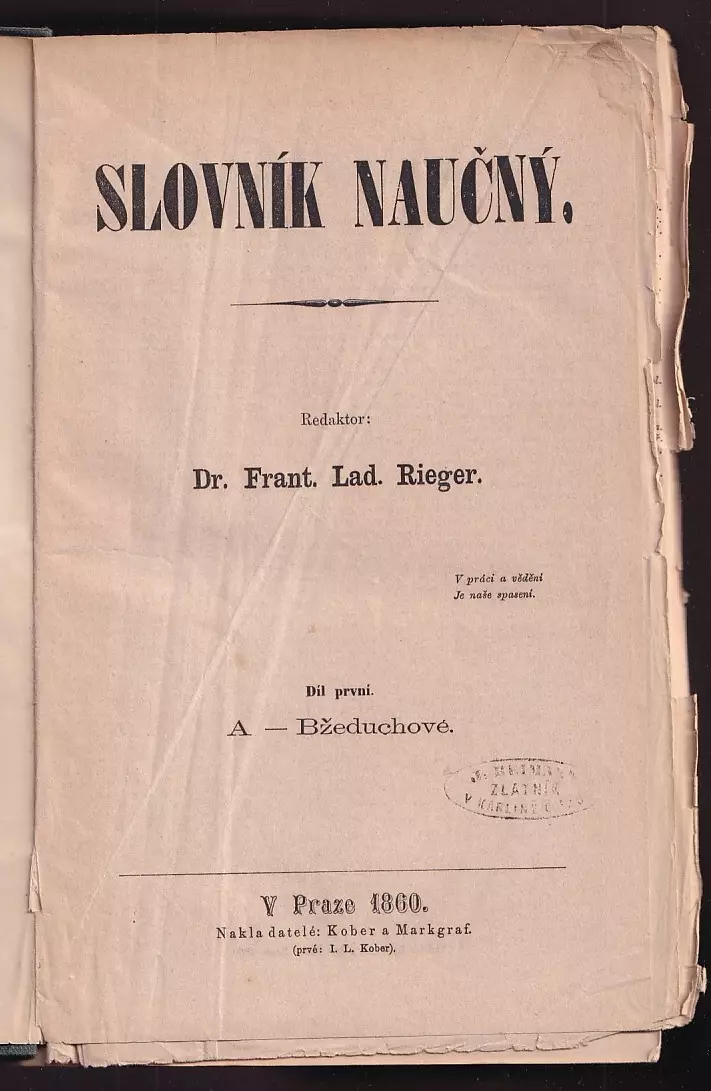 SLOVNÍK NAUČNÝ.
Redaktor:
Dr. Frant. Lad. Rieger.
V práci a vědění
Je naše spasení.
Díl první.
A — Bžeduchové.
ZLATNÍK
V KARLÍNĚ
V Praze 1860.
Nakladatelé: Kober a Markgraf.
(prvé: I. L. Kober).